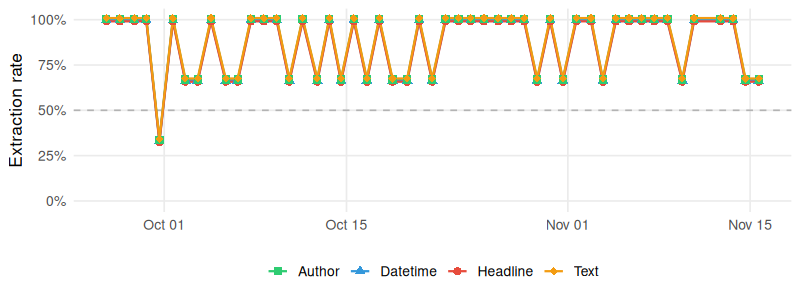 Extraction rate
100%
75%
50%
25%
0%
Oct 01 Oct 15 Nov 01 Nov 15
Author Datetime Headline Text